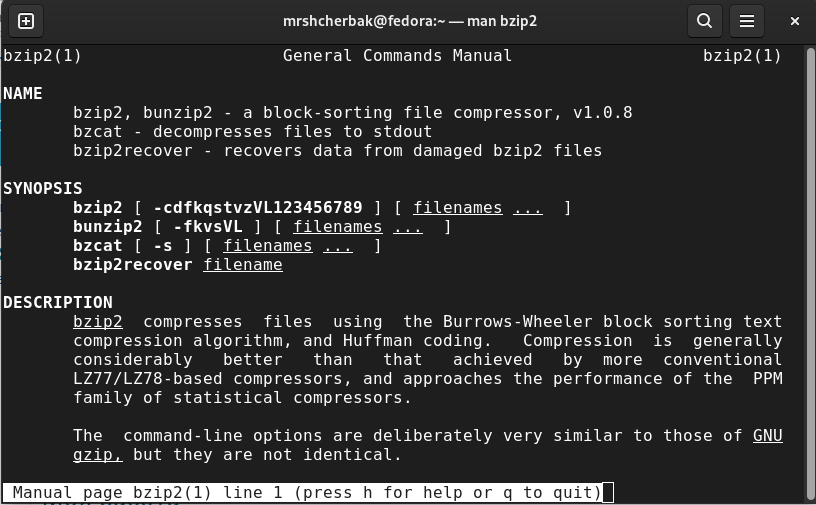 mrshcherbak@fedora:~ — man bzip2
bzip2(1) General Commands Manual bzip2(1)
NAME
bzip2, bunzip2 - a block-sorting file compressor, v1.0.8
bzcat - decompresses files to stdout
bzip2recover - recovers data from damaged bzip2 files
SYNOPSIS
bzip2 [ -cdfkqstvzVL123456789 ] [ filenames ... ]
bunzip2 [ -fkvsVL ] [ filenames ... ]
bzcat [ -s ] [ filenames ... ]
bzip2recover filename
DESCRIPTION
bzip2 compresses files using the Burrows-Wheeler block sorting text
compression algorithm, and Huffman coding. Compression is generally
considerably better than that achieved by more conventional
LZ77/LZ78-based compressors, and approaches the performance of the PPM
family of statistical compressors.
The command-line options are deliberately very similar to those of GNU
gzip, but they are not identical.
Manual page bzip2(1) line 1 (press h for help or q to quit)